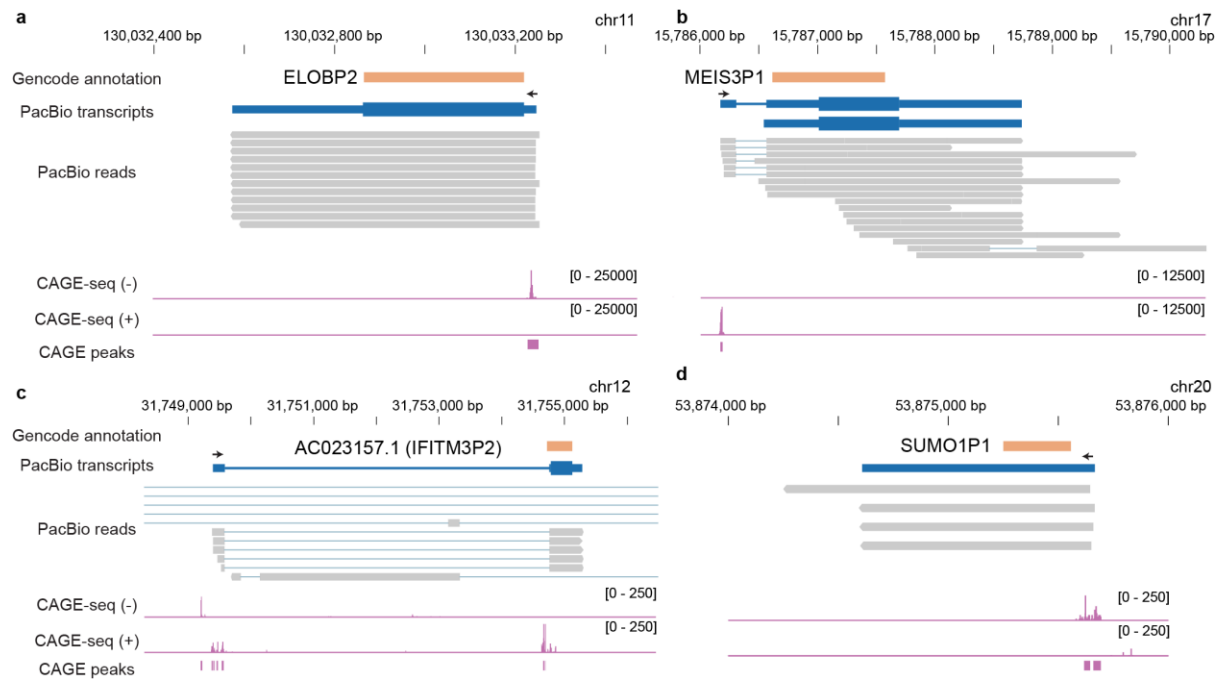 a
chr11
130,032,400 bp 130,032,800 bp 130,033,200 bp
Gencode annotation
ELOBP2
PacBio transcripts
PacBio reads
CAGE-seq (-)
[0 - 25000]
CAGE-seq (+)
[0 - 25000]
CAGE peaks
b
chr17
15,786,000 bp 15,787,000 bp 15,788,000 bp 15,789,000 bp 15,790,000 bp
MEIS3P1
[0 - 12500]
[0 - 12500]
c
chr12
31,749,000 bp 31,751,000 bp 31,753,000 bp 31,755,000 bp
Gencode annotation
AC023157.1 (IFITM3P2)
PacBio transcripts
PacBio reads
CAGE-seq (-)
[0 - 250]
CAGE-seq (+)
[0 - 250]
CAGE peaks
d
chr20
53,874,000 bp 53,875,000 bp 53,876,000 bp
SUMO1P1
[0 - 250]
[0 - 250]